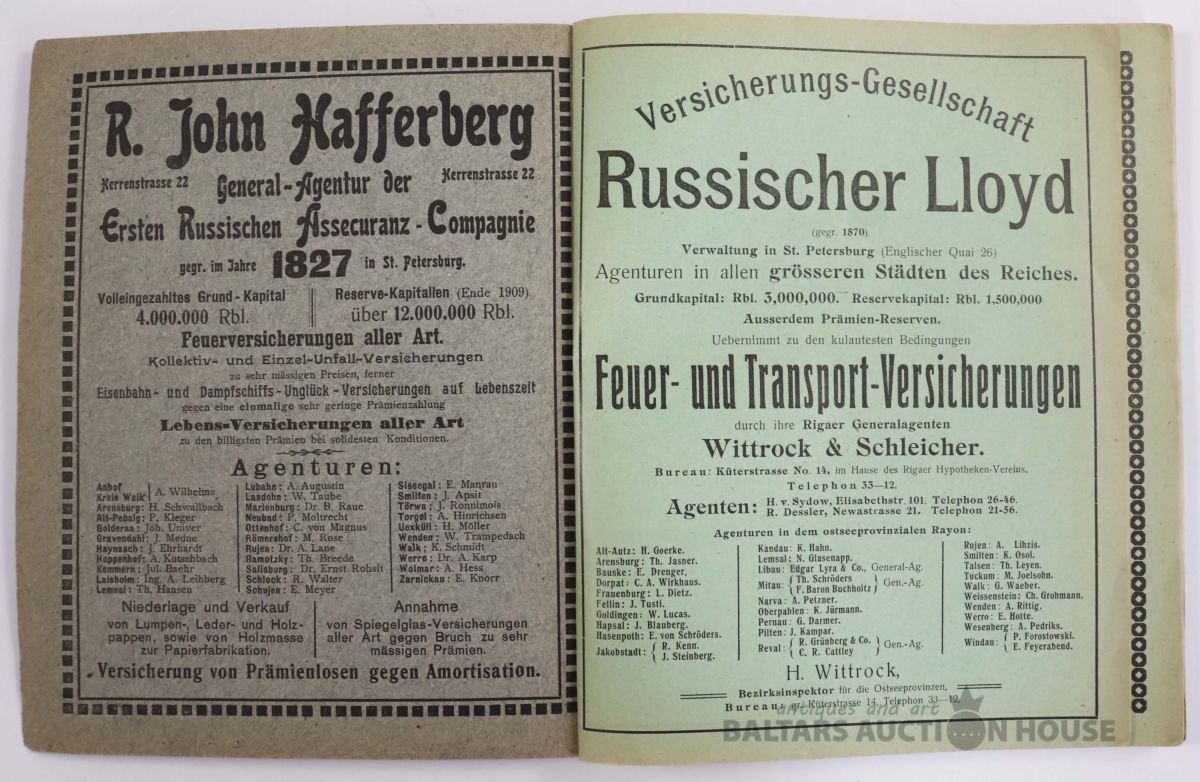 R. John Hafferberg
Herrenstrasse 22 General-Agentur der Herrenstrasse 22
Ersten Russischen Assecuranz-Compagnie
gegr. im Jahre 1827 in St. Petersburg.
Volleingezahltes Grund-Kapital
4.000.000 Rbl.
Reserve-Kapitalien (Ende 1909)
über 12.000.000 Rbl.
Feuerversicherungen aller Art.
Kollektiv- und Einzel-Unfall-Versicherungen
zu sehr mässigen Preisen, ferner
Eisenbahn- und Dampfschiffs-Unglück-Versicherungen auf Lebenszeit
gegen eine einmalige sehr geringe Prämienzahlung
Lebens-Versicherungen aller Art
zu den billigsten Prämien bei solidesten Konditionen.
Agenturen:
Aahof
Kreis Walk } A. Wilhelms
Arensburg: H. Schwallbach
Alt-Pebalg: P. Kleger
Bolderaa: Joh. Univer
Gravendahl: J. Medne
Haynasch: J. Ehrhardt
Hoppenhof: A. Kutschbach
Kemmern: Jul. Baehr
Laisholm: Ing. A. Leihberg
Lemsal: Th. Hansen
Lubahn: A. Augustin
Lasdohn: W. Taube
Marienburg: Dr. B. Raue
Neubad: P. Moltrecht
Ottenhof: C. von Magnus
Römershof: M. Rose
Rujen: Dr. A. Lane
Ramotzky: Th. Breede
Salisburg: Dr. Ernst Rohsit
Schlock: R. Walter
Schujen: E. Meyer
Sissegal: E. Manrau
Smilten: J. Apsit
Törwa: J. Ronnimois
Torgel: A. Hinrichsen
Uexküll: H. Möller
Wenden: W. Trampedach
Walk: K. Schmidt
Werro: Dr. A. Karp
Wolmar: A. Hess
Zarnickau: E. Knorr
Niederlage und Verkauf
von Lumpen-, Leder- und Holz-
pappen, sowie von Holzmasse
zur Papierfabrikation.
Annahme
von Spiegelglas-Versicherungen
aller Art gegen Bruch zu sehr
mässigen Prämien.
Versicherung von Prämienlosen gegen Amortisation.
Versicherungs-Gesellschaft
Russischer Lloyd
(gegr. 1870)
Verwaltung in St. Petersburg (Englischer Quai 26)
Agenturen in allen grösseren Städten des Reiches.
Grundkapital: Rbl. 3,000,000. Reservekapital: Rbl. 1,500,000
Ausserdem Prämien-Reserven.
Uebernimmt zu den kulantesten Bedingungen
Feuer- und Transport-Versicherungen
durch ihre Rigaer Generalagenten
Wittrock & Schleicher.
Bureau: Küterstrasse No. 14, im Hause des Rigaer Hypotheken-Vereins.
Telephon 33-12.
Agenten: H. v. Sydow, Elisabethstr. 101. Telephon 26-46.
R. Dessler, Newastrasse 21. Telephon 21-56.
Agenturen in dem ostseeprovinzialen Rayon:
Alt-Autz: H. Goerke.
Arensburg: Th. Jasner.
Bauske: E. Drenger.
Dorpat: C. A. Wirkhaus.
Frauenburg: L. Dietz.
Fellin: J. Tusti.
Goldingen: W. Lucas.
Hapsal: J. Blauberg.
Hasenpoth: E. von Schröders.
Jakobstadt: { R. Kenn.
J. Steinberg.
Kandau: K. Hahn.
Lemsal: N. Glasenapp.
Libau: Edgar Lyra & Co., General-Ag.
Mitau: { Th. Schröders
F. Baron Buchholtz } Gen.-Ag.
Narva: A. Petzner.
Oberpahlen: K. Jürmann.
Pernau: G. Darmer.
Pilten: J. Kampar.
Reval: { R. Grünberg & Co.
C. R. Cattley } Gen.-Ag.
Rujen: A. Libzis.
Smilten: K. Osol.
Talsen: Th. Leyen.
Tuckum: M. Joelsohn.
Walk: G. Waeber.
Weissenstein: Chr. Grohmann.
Wenden: A. Rittig.
Werro: E. Hotte.
Wesenberg: A. Pedriks.
Windau: { P. Forostowski.
E. Feyerabend.
H. Wittrock,
Bezirksinspektor für die Ostseeprovinzen,
Bureau: gr. Küterstrasse 14, Telephon 33-12.
antiques and art
BALTARS AUCTION HOUSE